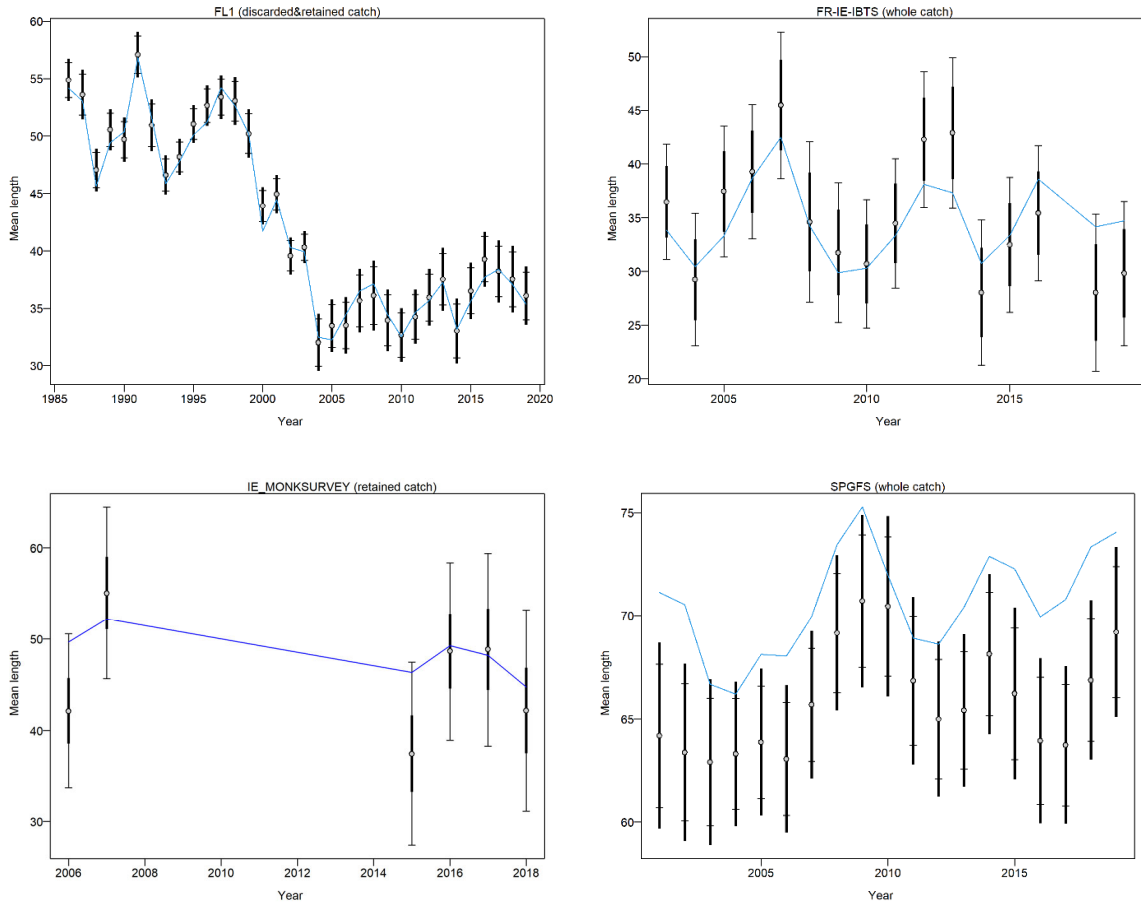 FL1 (discarded&retained catch)
Mean length
60
55
50
45
40
35
30
1985 1990 1995 2000 2005 2010 2015 2020
Year
FR-IE-IBTS (whole catch)
Mean length
50
45
40
35
30
25
20
2005 2010 2015
Year
IE_MONKSURVEY (retained catch)
Mean length
60
50
40
30
2006 2008 2010 2012 2014 2016 2018
Year
SPGFS (whole catch)
Mean length
75
70
65
60
2005 2010 2015
Year